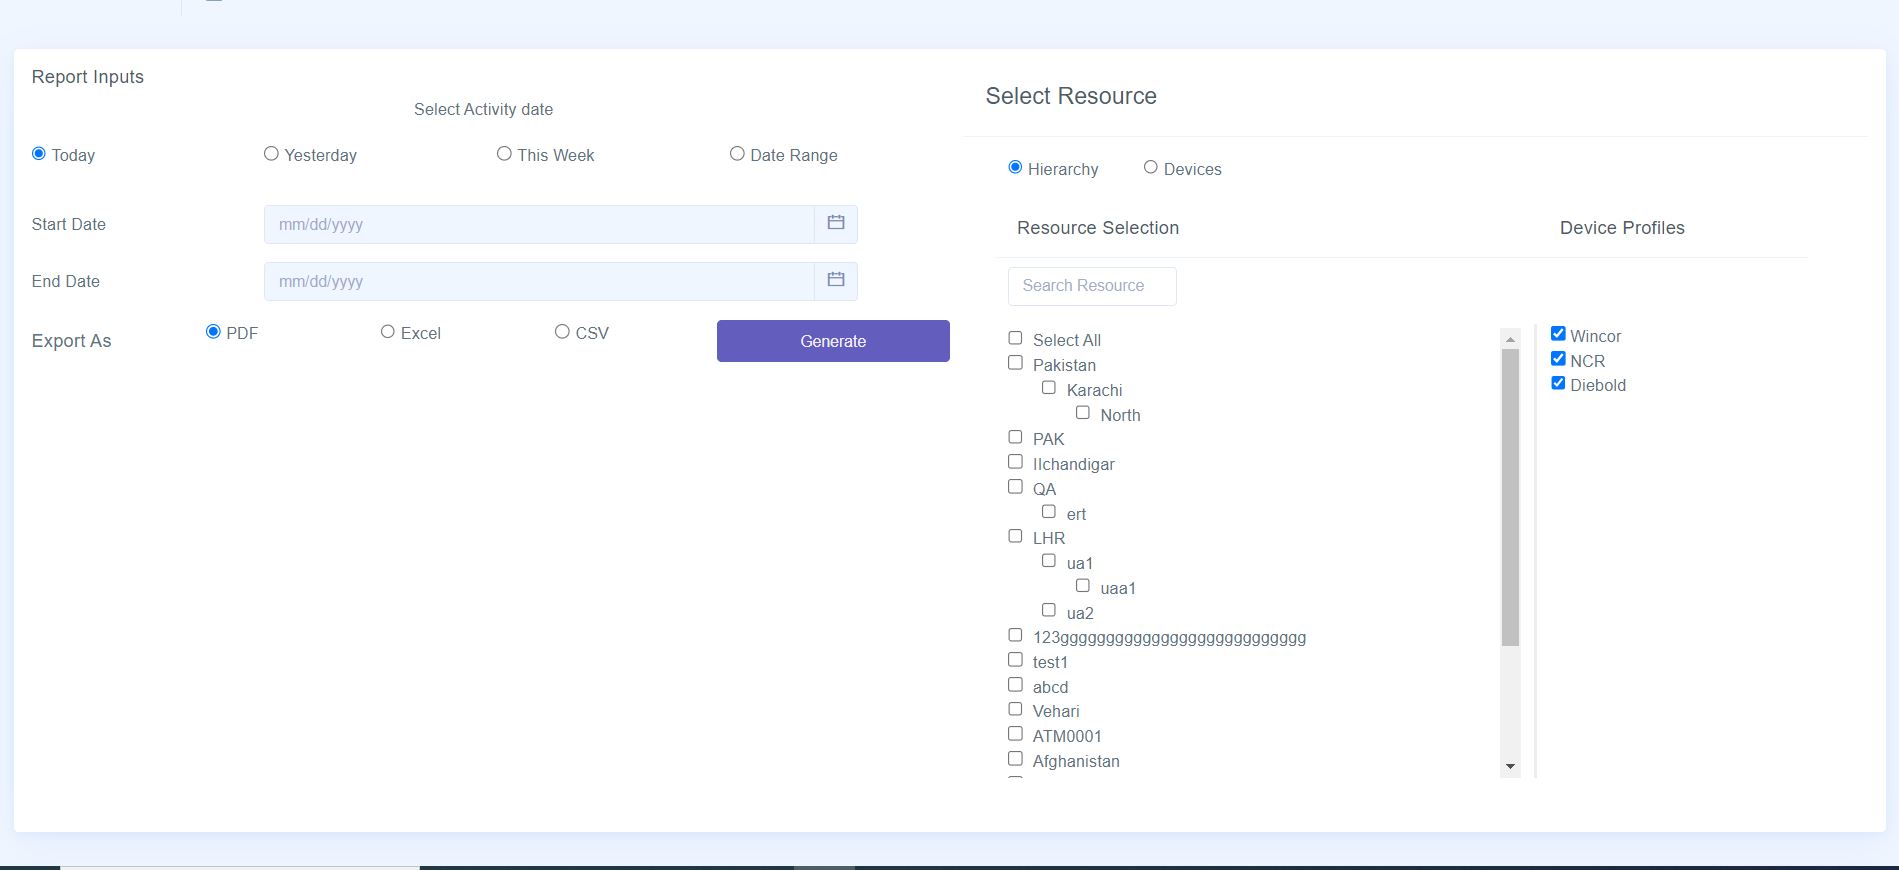 Report Inputs
Select Activity date
Today Yesterday This Week Date Range
Start Date mm/dd/yyyy
End Date mm/dd/yyyy
Export As PDF Excel CSV Generate
Select Resource
Hierarchy Devices
Resource Selection Device Profiles
Search Resource
Select All
Pakistan
Karachi
North
PAK
IIchandigar
QA
ert
LHR
ua1
uaa1
ua2
123ggggggggggggggggggggggggggg
test1
abcd
Vehari
ATM0001
Afghanistan
Wincor
NCR
Diebold